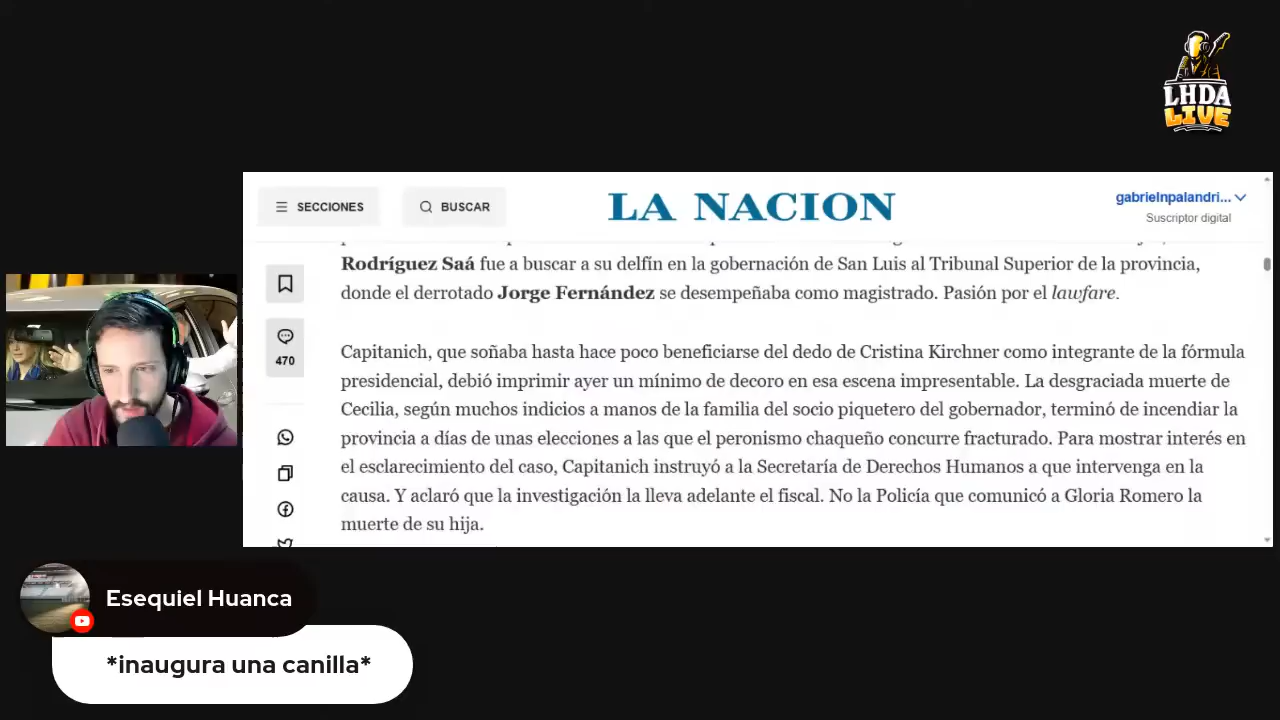 LHDA
LIVE
SECCIONES
BUSCAR
LA NACION
gabrielnpalandri...
Suscriptor digital
Rodríguez Saá fue a buscar a su delfín en la gobernación de San Luis al Tribunal Superior de la provincia,
donde el derrotado Jorge Fernández se desempeñaba como magistrado. Pasión por el lawfare.
470
Capitanich, que soñaba hasta hace poco beneficiarse del dedo de Cristina Kirchner como integrante de la fórmula
presidencial, debió imprimir ayer un mínimo de decoro en esa escena impresentable. La desgraciada muerte de
Cecilia, según muchos indicios a manos de la familia del socio piquetero del gobernador, terminó de incendiar la
provincia a días de unas elecciones a las que el peronismo chaqueño concurre fracturado. Para mostrar interés en
el esclarecimiento del caso, Capitanich instruyó a la Secretaría de Derechos Humanos a que intervenga en la
causa. Y aclaró que la investigación la lleva adelante el fiscal. No la Policía que comunicó a Gloria Romero la
muerte de su hija.
Esequiel Huanca
*inaugura una canilla*